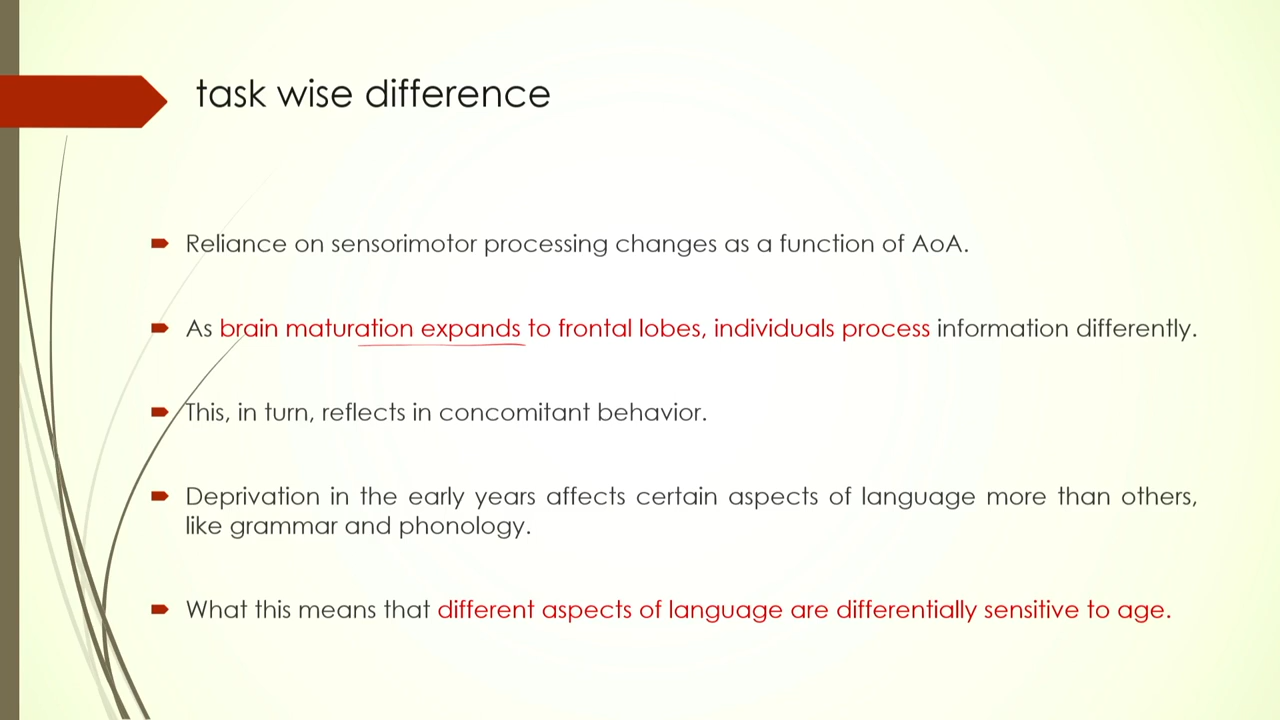 task wise difference
Reliance on sensorimotor processing changes as a function of AoA.
As brain maturation expands to frontal lobes, individuals process information differently.
This, in turn, reflects in concomitant behavior.
Deprivation in the early years affects certain aspects of language more than others,
like grammar and phonology.
What this means that different aspects of language are differentially sensitive to age.